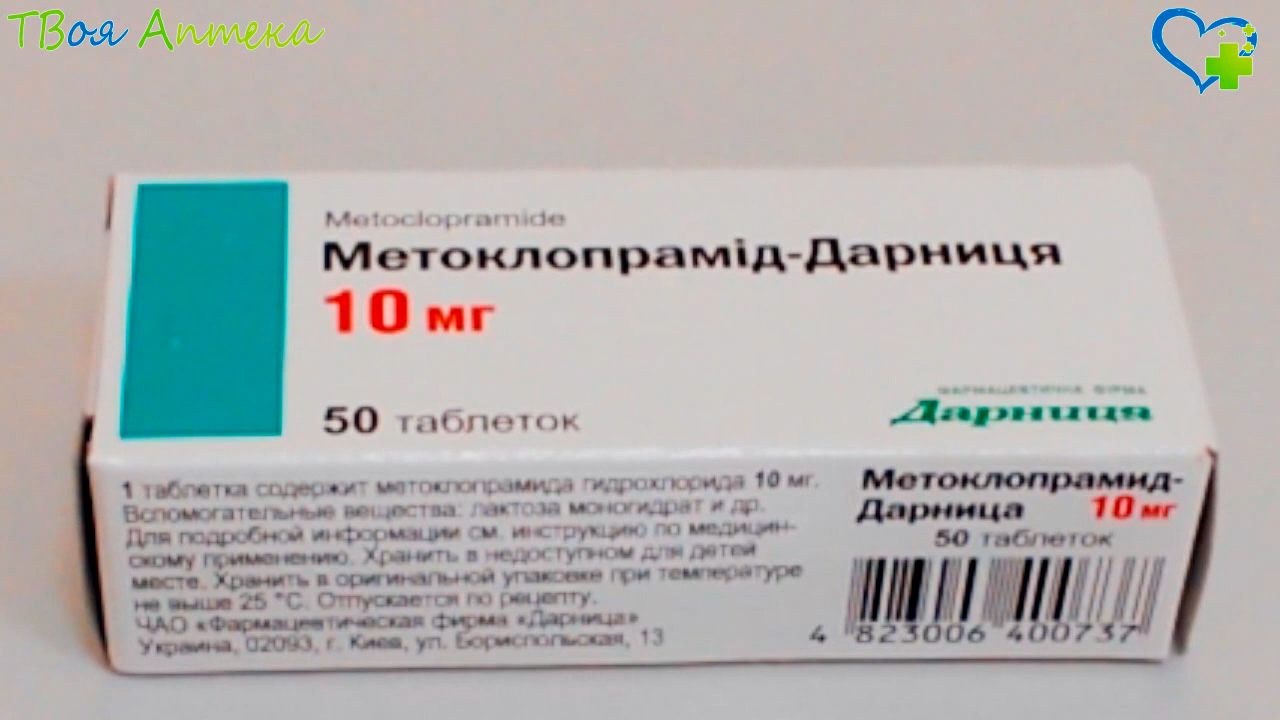 ТВоя Аптека
Metoclopramide
Метоклопрамід-Дарниця
10 мг
50 таблеток
ФАРМАЦЕВТИЧНА ФІРМА
Дарниця
1 таблетка содержит метоклопрамида гидрохлорида 10 мг.
Вспомогательные вещества: лактоза моногидрат и др.
Для подробной информации см. инструкцию по медицин-
скому применению. Хранить в недоступном для детей
месте. Хранить в оригинальной упаковке при температуре
не выше 25 °С. Отпускается по рецепту.
ЧАО «Фармацевтическая фирма «Дарница»
Украина, 02093, г. Киев, ул. Бориспольская, 13
Метоклопрамид-
Дарница 10 мг
50 таблеток
4 823006 400737